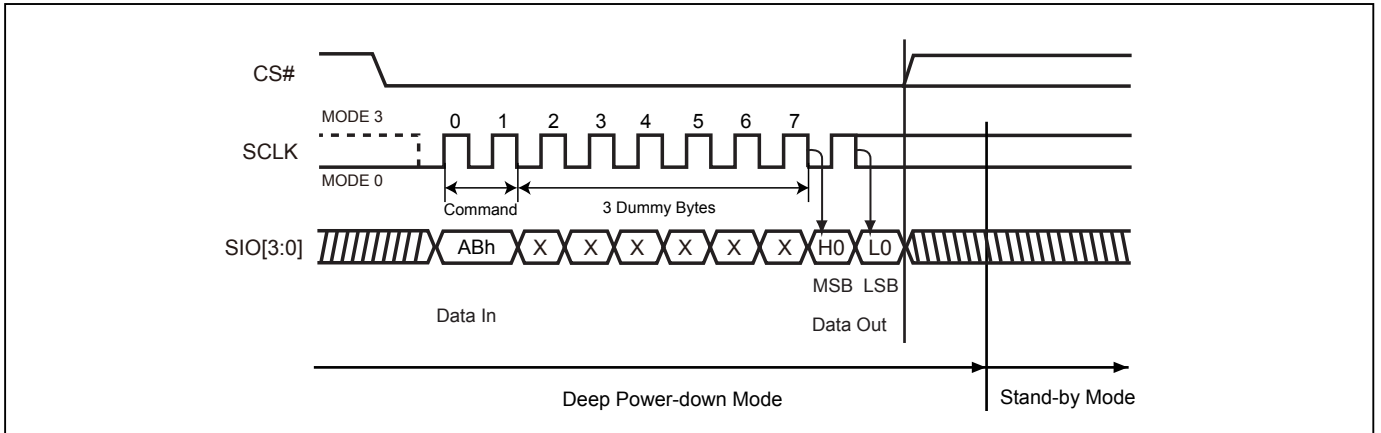 CS#
MODE 3
0 1 2 3 4 5 6 7
SCLK
MODE 0
Command
3 Dummy Bytes
SIO[3:0]
ABh X X X X X X H0 L0
MSB LSB
Data In
Data Out
Deep Power-down Mode
Stand-by Mode